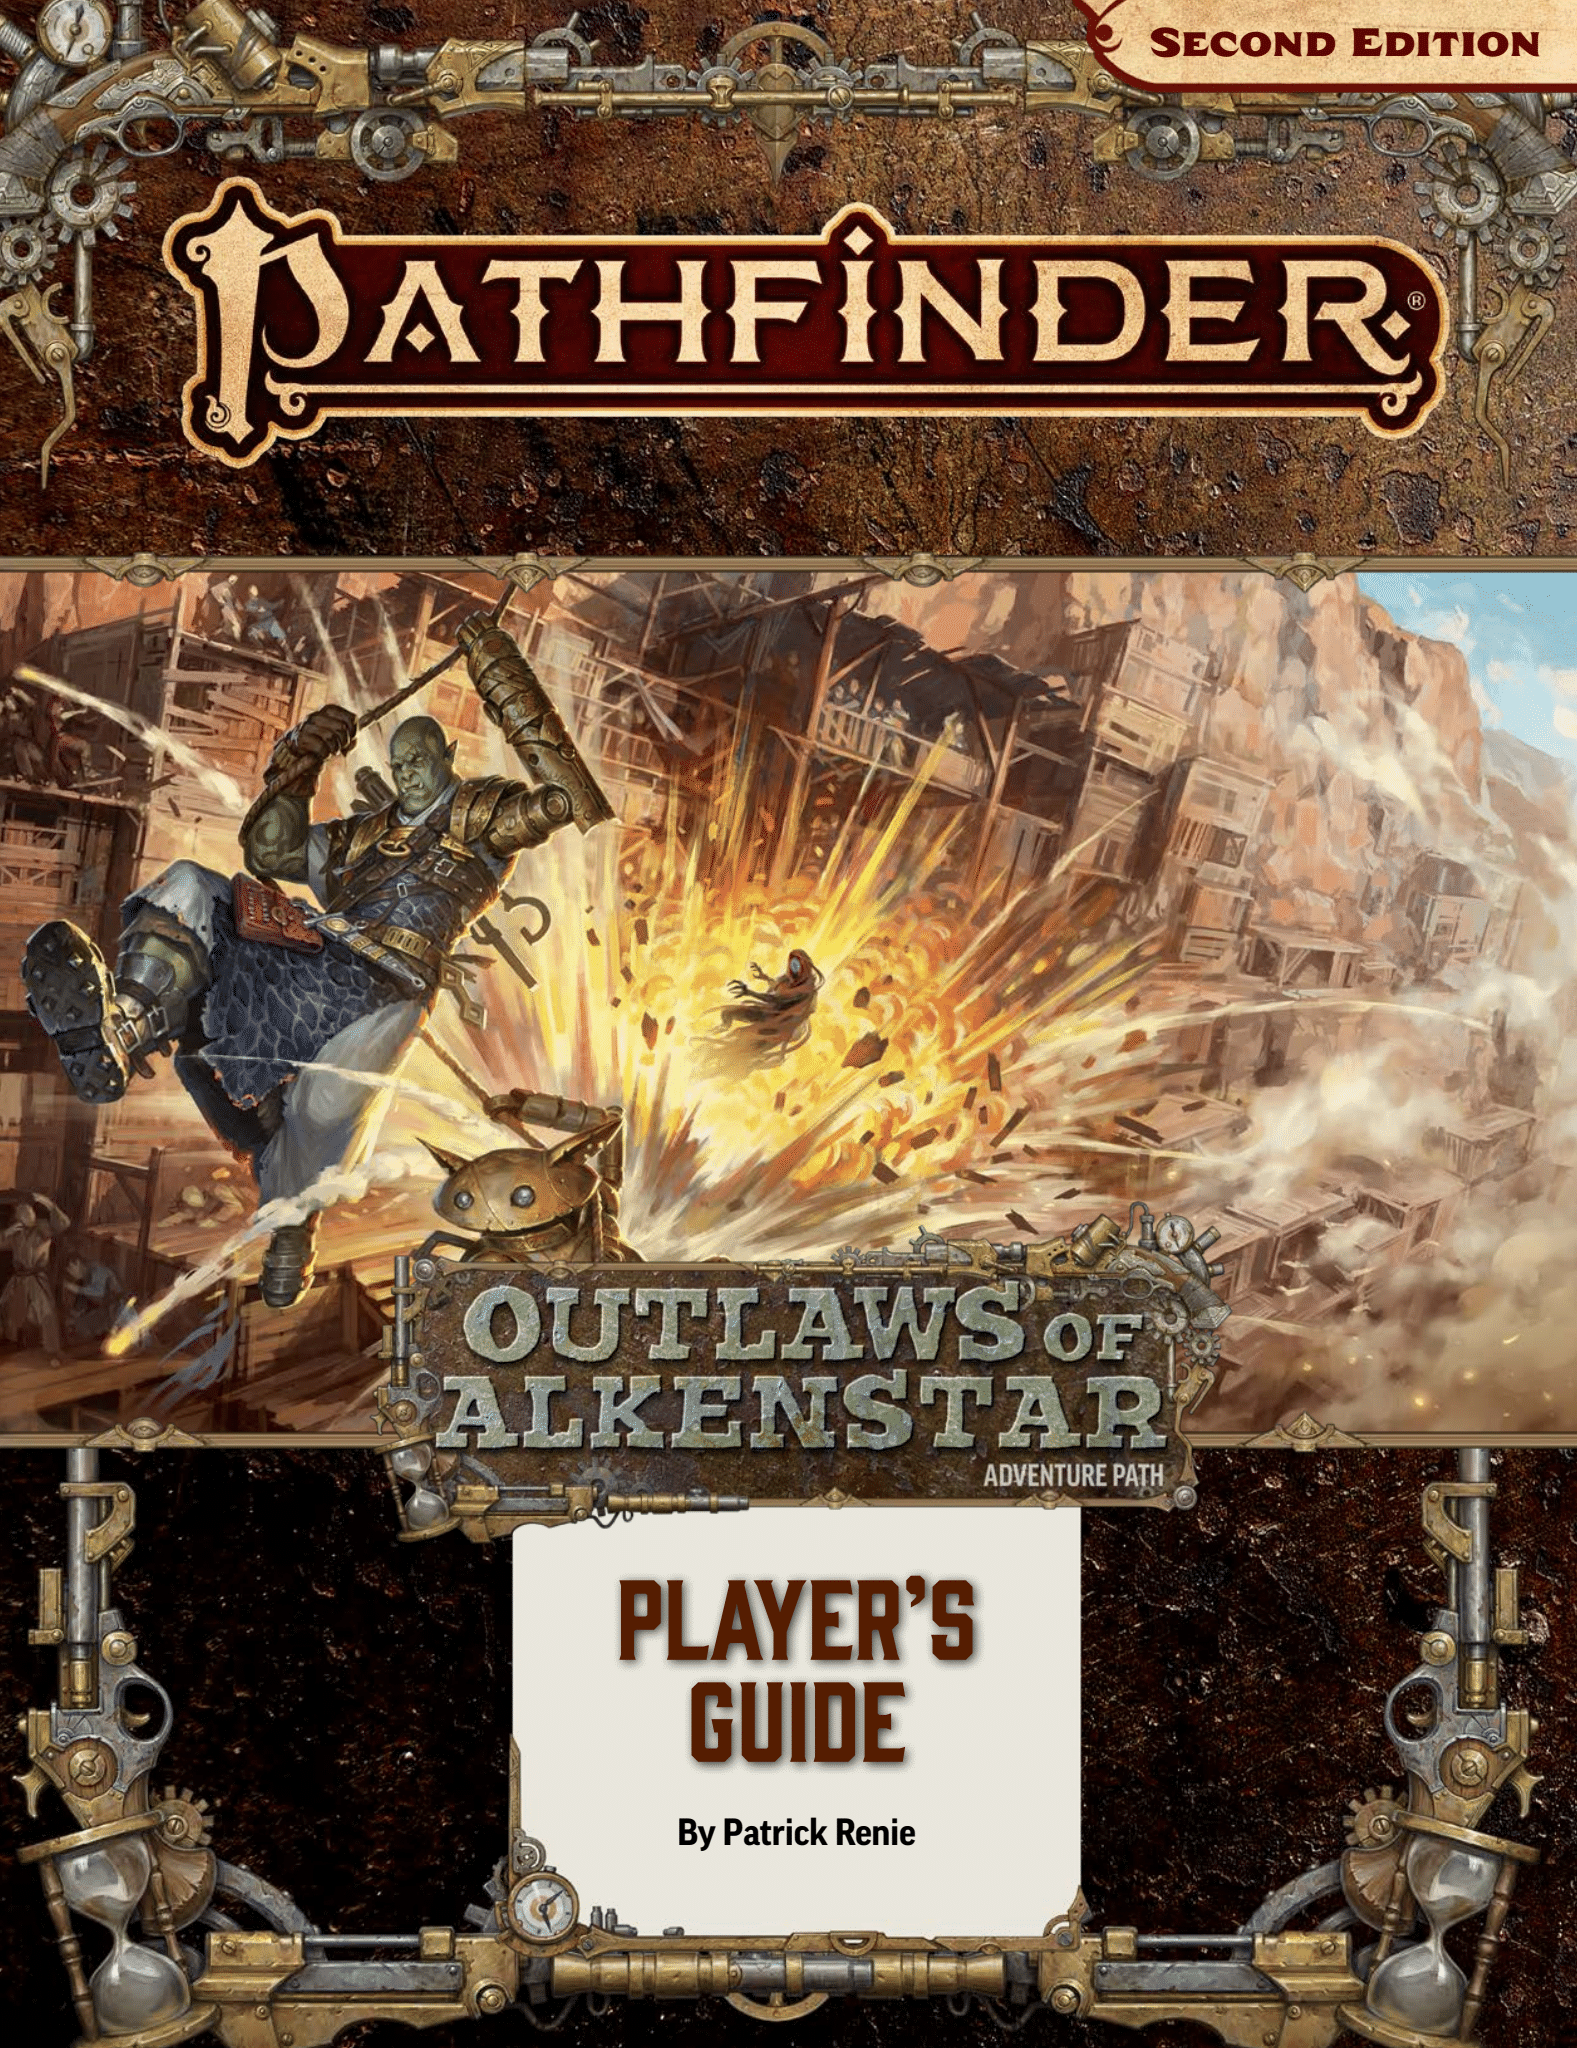 SECOND EDITION
PATHFINDER®
OUTLAWS OF
ALKENSTAR
ADVENTURE PATH
PLAYER'S
GUIDE
By Patrick Renie